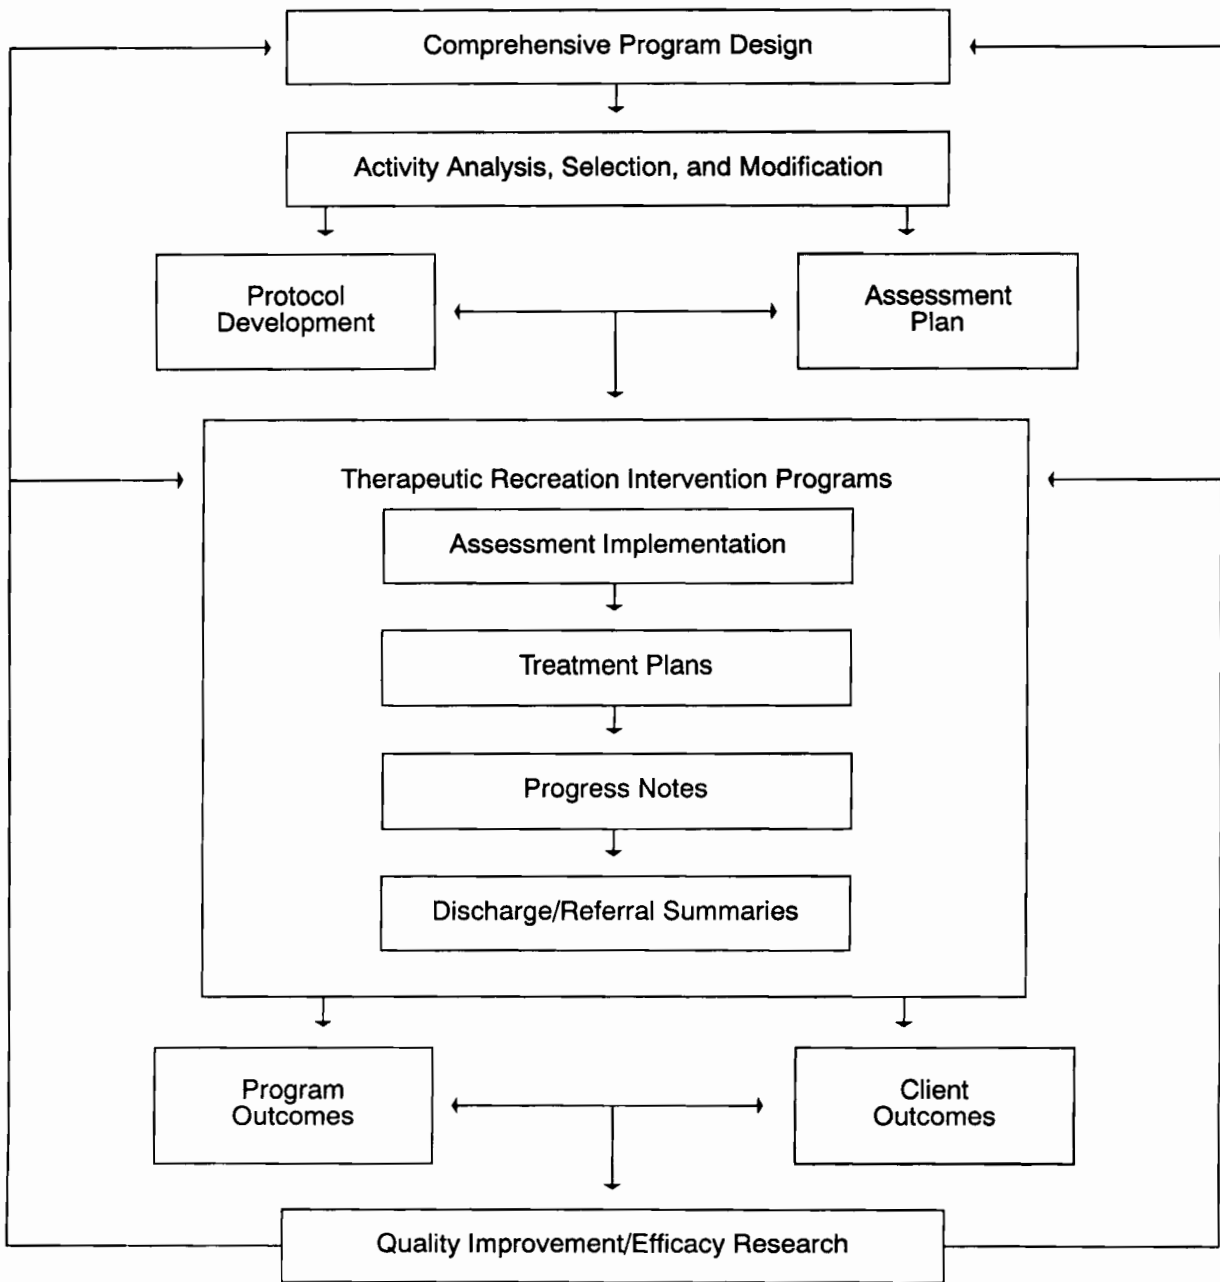 Comprehensive Program Design
Activity Analysis, Selection, and Modification
Protocol
Development
Assessment
Plan
Therapeutic Recreation Intervention Programs
Assessment Implementation
Treatment Plans
Progress Notes
Discharge/Referral Summaries
Program
Outcomes
Client
Outcomes
Quality Improvement/Efficacy Research